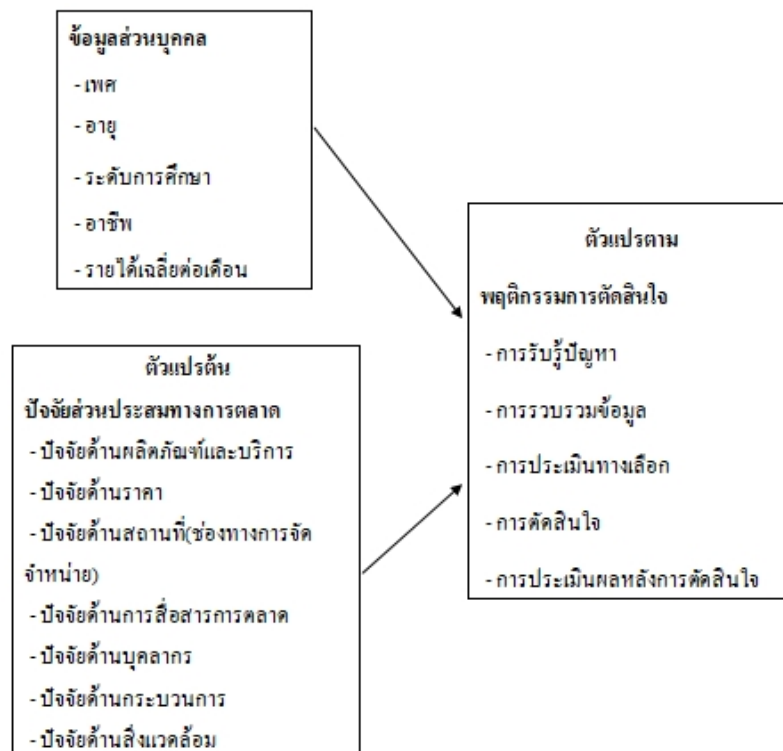 ข้อมูลส่วนบุคคล
- เพศ
- อายุ
- ระดับการศึกษา
- อาชีพ
- รายได้เฉลี่ยต่อเดือน
ตัวแปรต้น
ปัจจัยส่วนประสมทางการตลาด
- ปัจจัยด้านผลิตภัณฑ์และบริการ
- ปัจจัยด้านราคา
- ปัจจัยด้านสถานที่(ช่องทางการจัด
จำหน่าย)
- ปัจจัยด้านการสื่อสารการตลาด
- ปัจจัยด้านบุคลากร
- ปัจจัยด้านกระบวนการ
- ปัจจัยด้านสิ่งแวดล้อม
ตัวแปรตาม
พฤติกรรมการตัดสินใจ
- การรับรู้ปัญหา
- การรวบรวมข้อมูล
- การประเมินทางเลือก
- การตัดสินใจ
- การประเมินผลหลังการตัดสินใจ